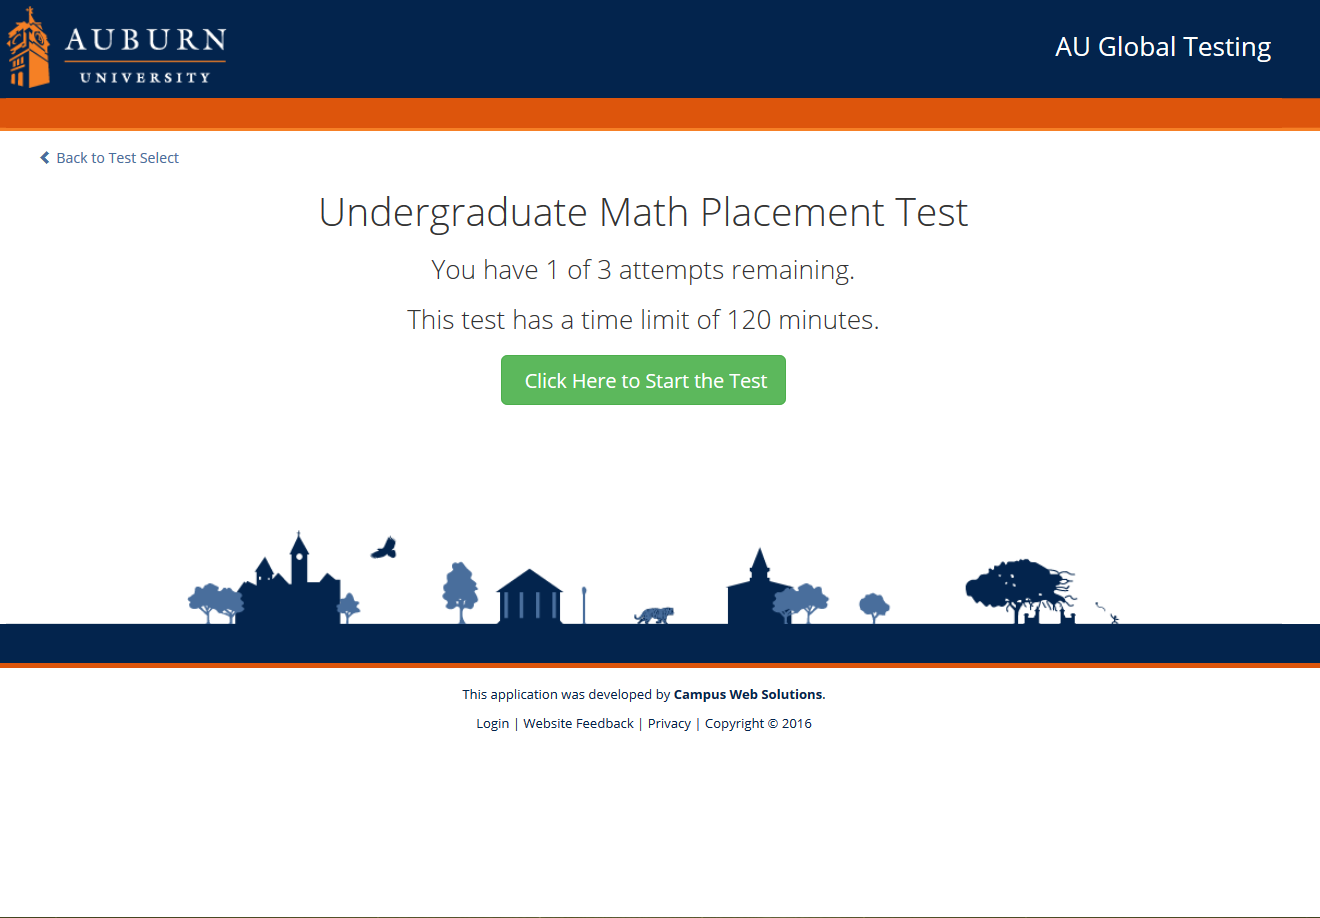 AUBURN
UNIVERSITY
AU Global Testing
Back to Test Select
Undergraduate Math Placement Test
You have 1 of 3 attempts remaining.
This test has a time limit of 120 minutes.
Click Here to Start the Test
This application was developed by Campus Web Solutions.
Login | Website Feedback | Privacy | Copyright © 2016